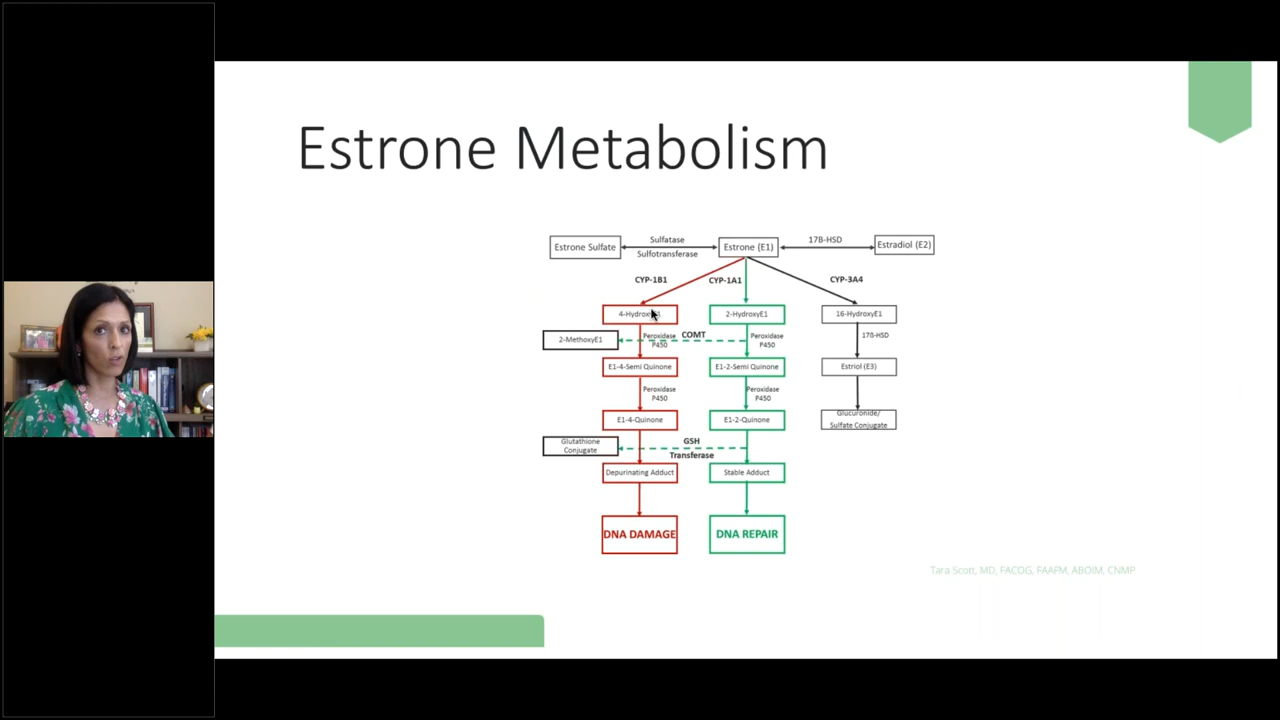 Estrone Metabolism
Estrone Sulfate
Sulfatase
Sulfotransferase
Estrone (E1)
17B-HSD
Estradiol (E2)
CYP-1B1
CYP-1A1
CYP-3A4
2-HydroxyE1
16-HydroxyE1
2-MethoxyE1
Peroxidase
P450
COMT
Peroxidase
P450
17B-HSD
E1-4-Semi Quinone
E1-2-Semi Quinone
Estriol (E3)
Peroxidase
P450
Peroxidase
P450
E1-4-Quinone
E1-2-Quinone
Glucuronide/
Sulfate Conjugate
Glutathione
Conjugate
GSH
Transferase
Depurinating Adduct
Stable Adduct
DNA DAMAGE
DNA REPAIR
Tara Scott, MD, FACOG, FAAFM, ABOIM, CNMP